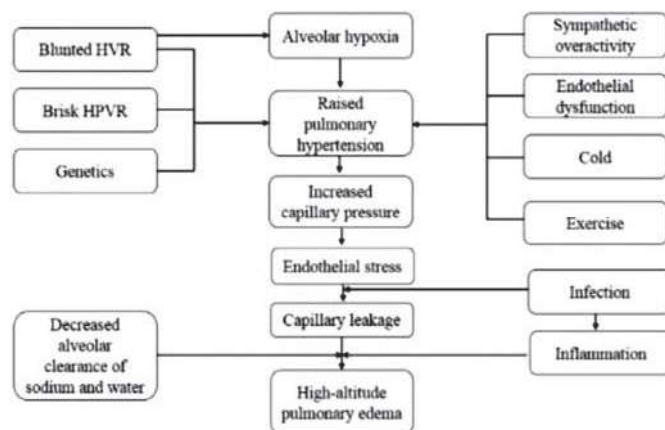 Blunted HVR
Brisk HPVR
Genetics
Alveolar hypoxia
Raised
pulmonary
hypertension
Increased
capillary pressure
Endothelial stress
Capillary leakage
High-altitude
pulmonary edema
Sympathetic
overactivity
Endothelial
dysfunction
Cold
Exercise
Infection
Inflammation
Decreased
alveolar
clearance of
sodium and water